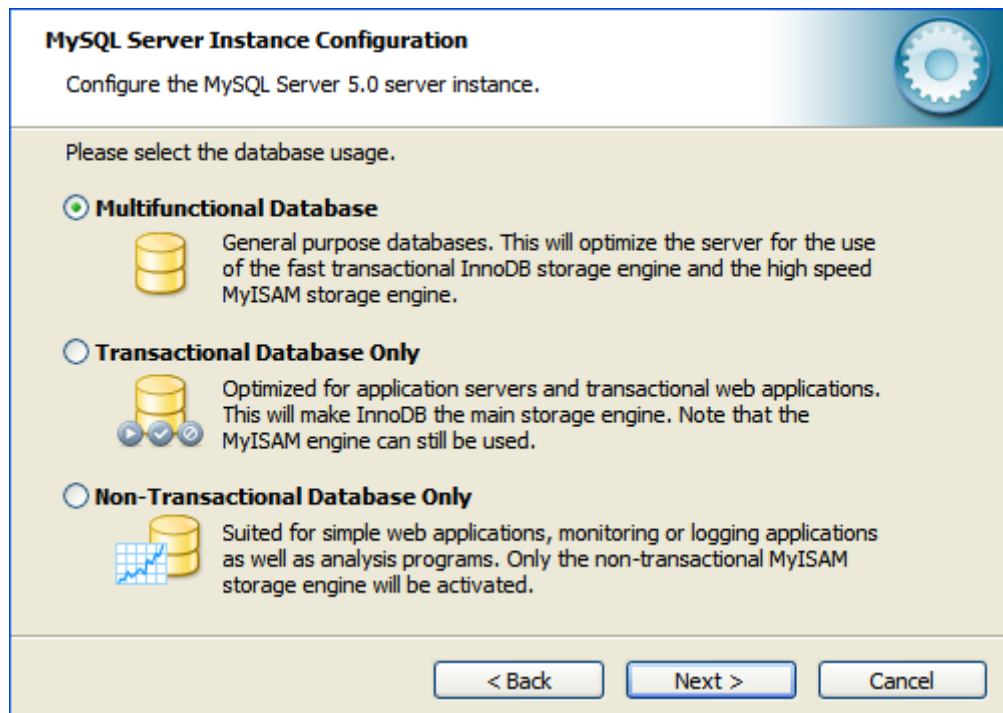 MySQL Server Instance Configuration
Configure the MySQL Server 5.0 server instance.
Please select the database usage.
Multifunctional Database
General purpose databases. This will optimize the server for the use
of the fast transactional InnoDB storage engine and the high speed
MyISAM storage engine.
Transactional Database Only
Optimized for application servers and transactional web applications.
This will make InnoDB the main storage engine. Note that the
MyISAM engine can still be used.
Non-Transactional Database Only
Suited for simple web applications, monitoring or logging applications
as well as analysis programs. Only the non-transactional MyISAM
storage engine will be activated.
< Back
Next >
Cancel